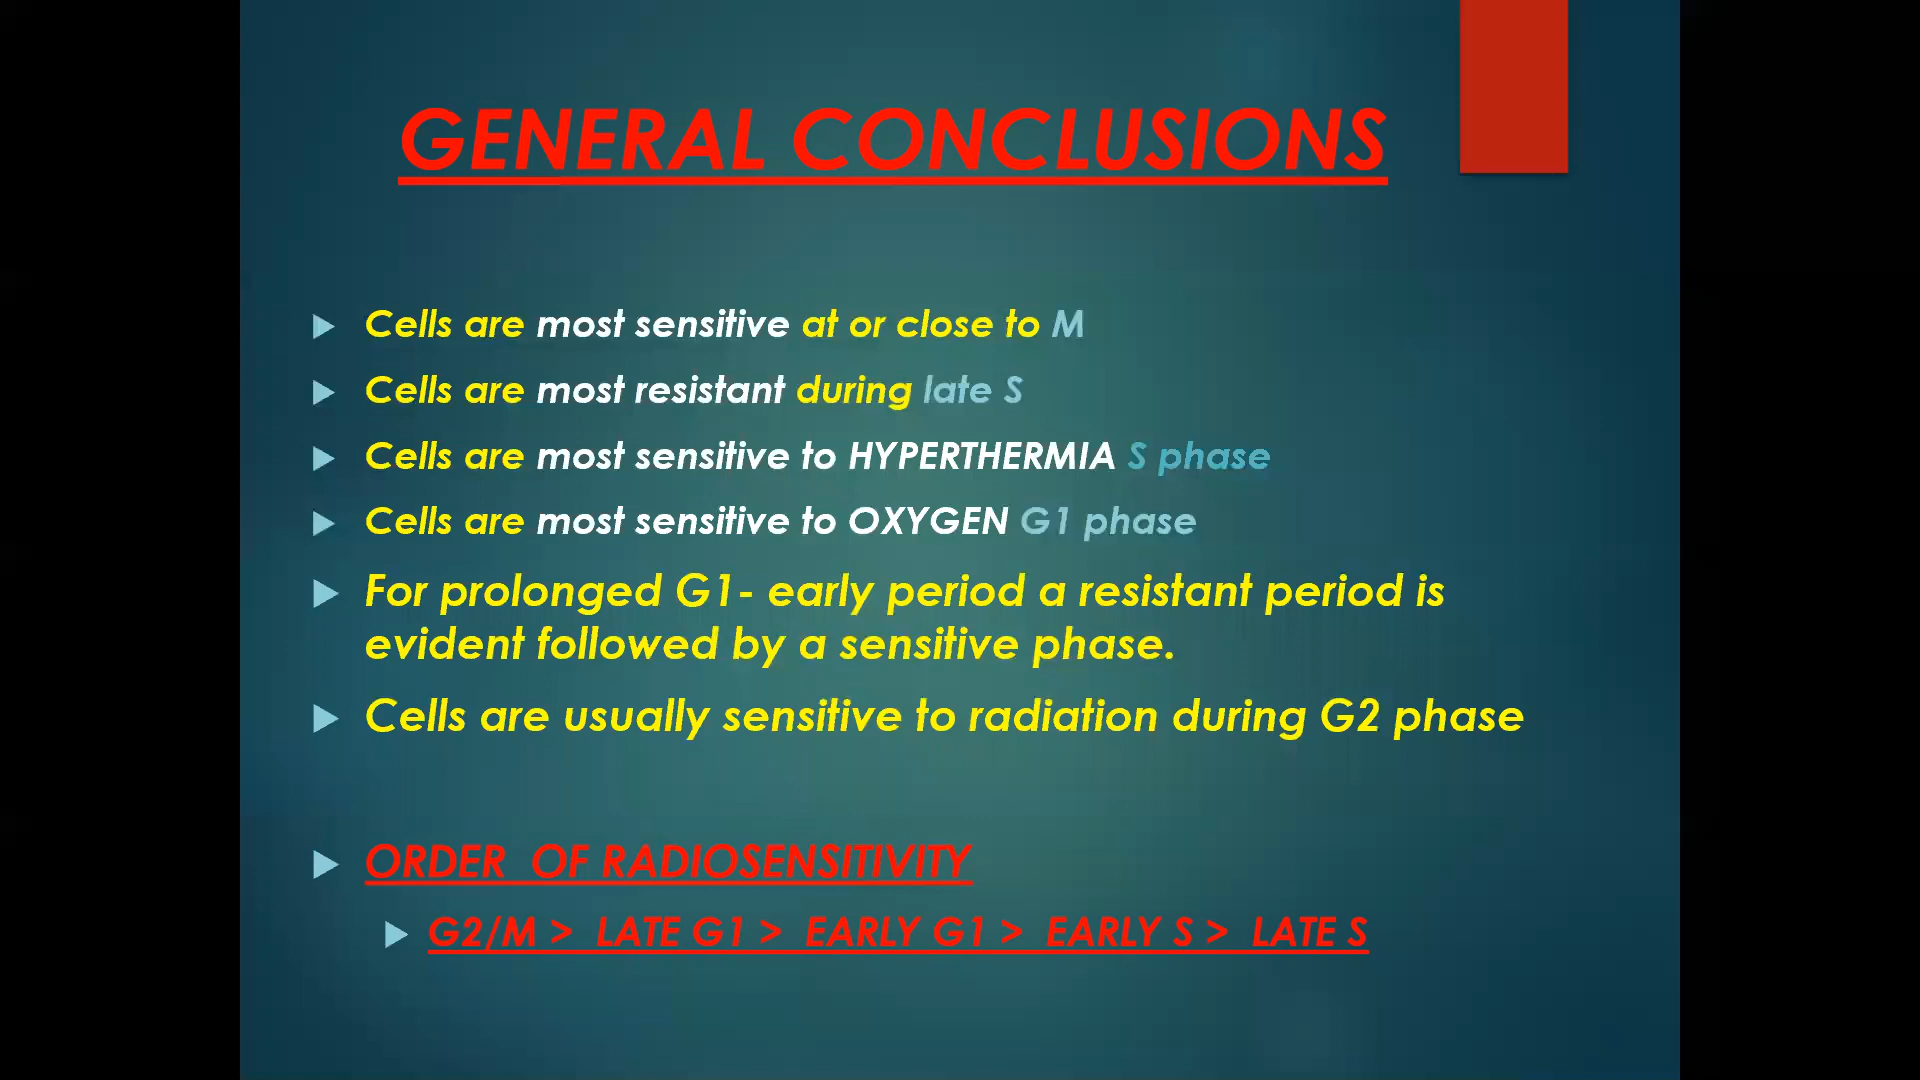 GENERAL CONCLUSIONS
Cells are most sensitive at or close to M
Cells are most resistant during late S
Cells are most sensitive to HYPERTHERMIA S phase
Cells are most sensitive to OXYGEN G1 phase
For prolonged G1- early period a resistant period is
evident followed by a sensitive phase.
Cells are usually sensitive to radiation during G2 phase
ORDER OF RADIOSENSITIVITY
G2/M > LATE G1 > EARLY G1 > EARLY S > LATE S